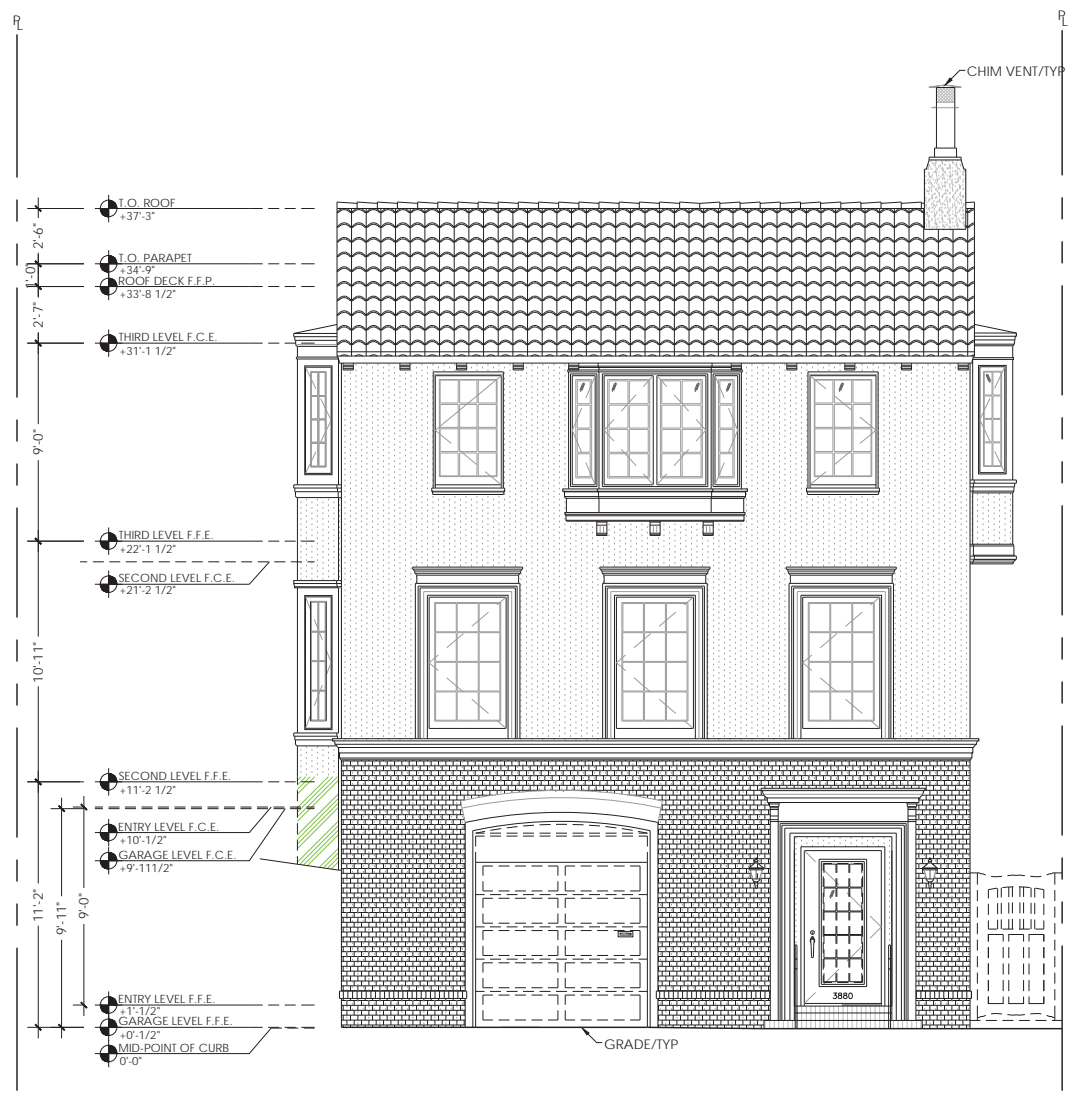 PL
PL
CHIM VENT/TYP
T.O. ROOF
+37'-3"
2'-6"
T.O. PARAPET
+34'-9"
1'-0"
ROOF DECK F.F.P.
+33'-8 1/2"
2'-7"
THIRD LEVEL F.C.E.
+31'-1 1/2"
9'-0"
THIRD LEVEL F.F.E.
+22'-1 1/2"
SECOND LEVEL F.C.E.
+21'-2 1/2"
10'-11"
SECOND LEVEL F.F.E.
+11'-2 1/2"
ENTRY LEVEL F.C.E.
+10'-1/2"
GARAGE LEVEL F.C.E.
+9'-111/2"
11'-2"
9'-11"
9'-0"
3880
ENTRY LEVEL F.F.E.
+1'-1/2"
GARAGE LEVEL F.F.E.
+0'-1/2"
MID-POINT OF CURB
0'-0"
GRADE/TYP